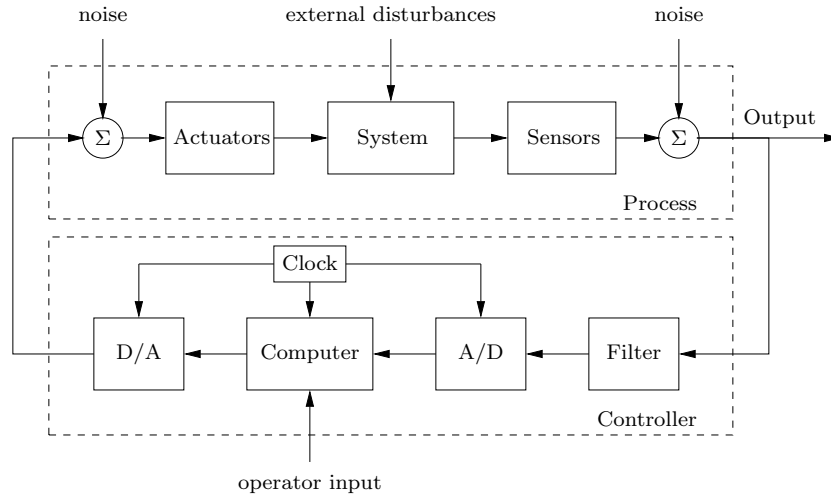 noise
external disturbances
noise
Σ
Actuators
System
Sensors
Σ
Output
Process
Clock
D/A
Computer
A/D
Filter
Controller
operator input